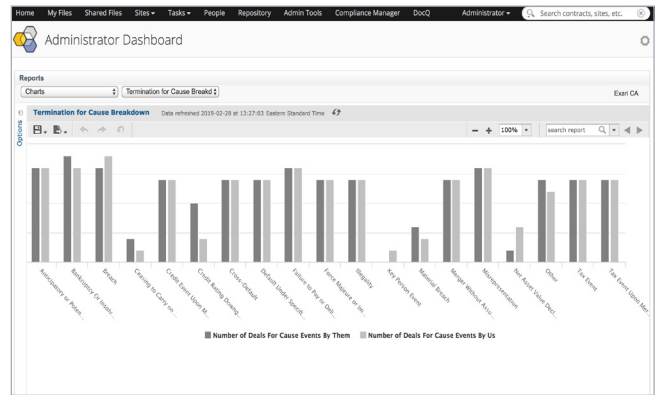 Home My Files Shared Files Sites Tasks People Repository Admin Tools Compliance Manager DocQ Administrator Search contracts, sites, etc.
Administrator Dashboard
Reports
Charts Termination for Cause Breakd Exari CA
Options
Termination for Cause Breakdown Data refreshed 2019-02-28 at 13:27:03 Eastern Standard Time
100% search report
Anticipatory or Poten...
Bankruptcy Or Insolv...
Breach
Ceasing to Carry on ...
Credit Event Upon M...
Credit Rating Downg...
Cross-Default
Default Under Specifi...
Failure to Pay or Deli...
Force Majeure or Im...
Illegality
Key Person Event
Material Breach
Merger Without Assu...
Misrepresentation
Net Asset Value Decl...
Other
Tax Event
Tax Event Upon Mer...
Number of Deals For Cause Events By Them Number of Deals For Cause Events By Us